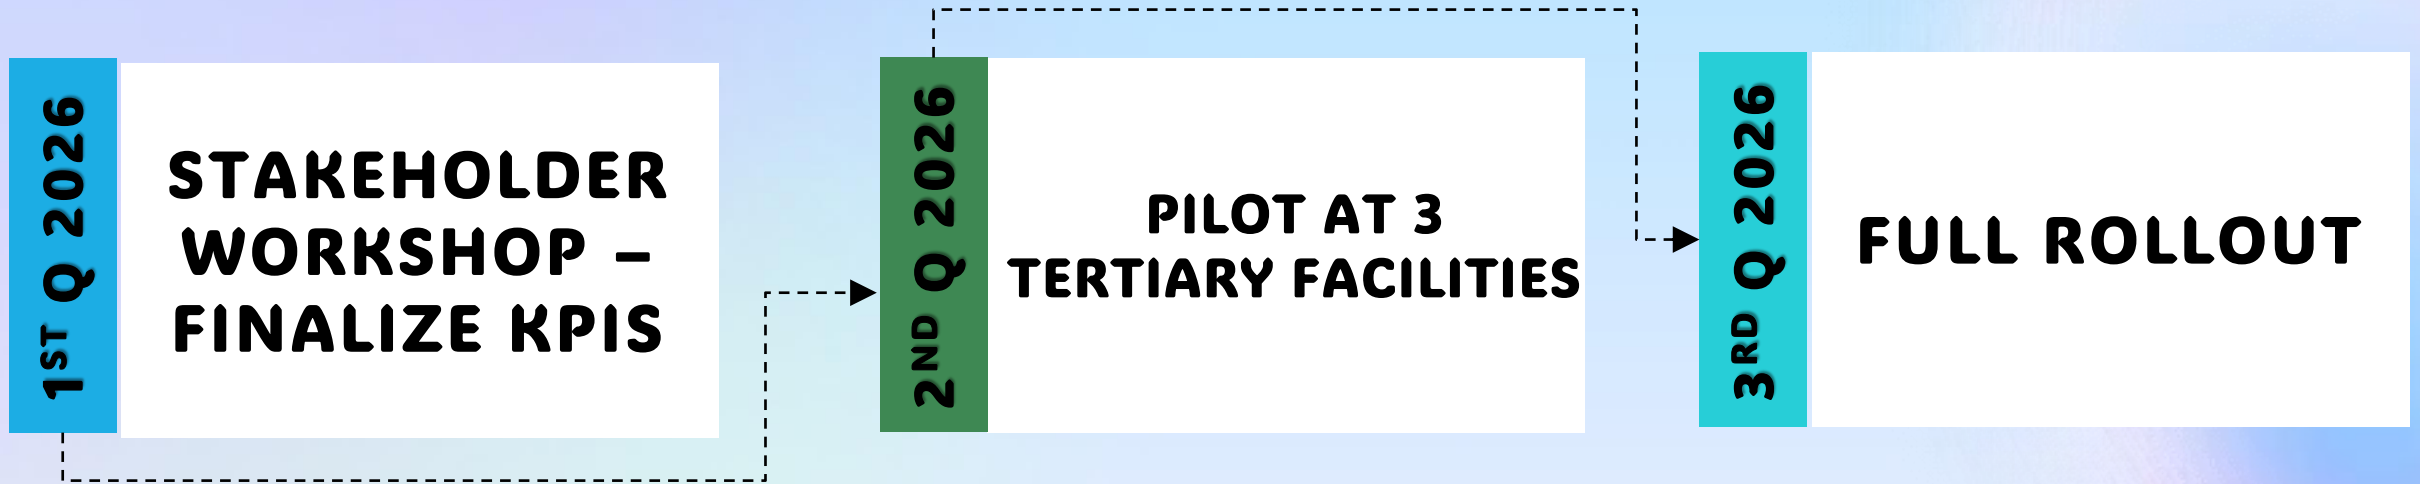 1ST Q 2026
STAKEHOLDER
WORKSHOP –
FINALIZE KPIS
2ND Q 2026
PILOT AT 3
TERTIARY FACILITIES
3RD Q 2026
FULL ROLLOUT